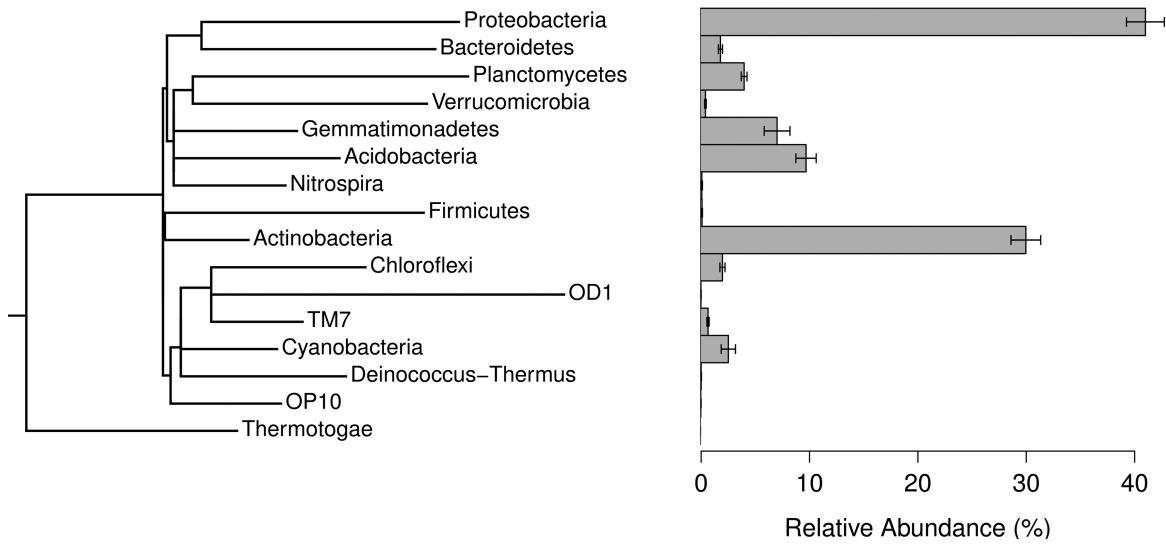 Proteobacteria
Bacteroidetes
Planctomycetes
Verrucomicrobia
Gemmatimonadetes
Acidobacteria
Nitrospira
Firmicutes
Actinobacteria
Chloroflexi
OD1
TM7
Cyanobacteria
Deinococcus−Thermus
OP10
Thermotogae
0 10 20 30 40
Relative Abundance (%)